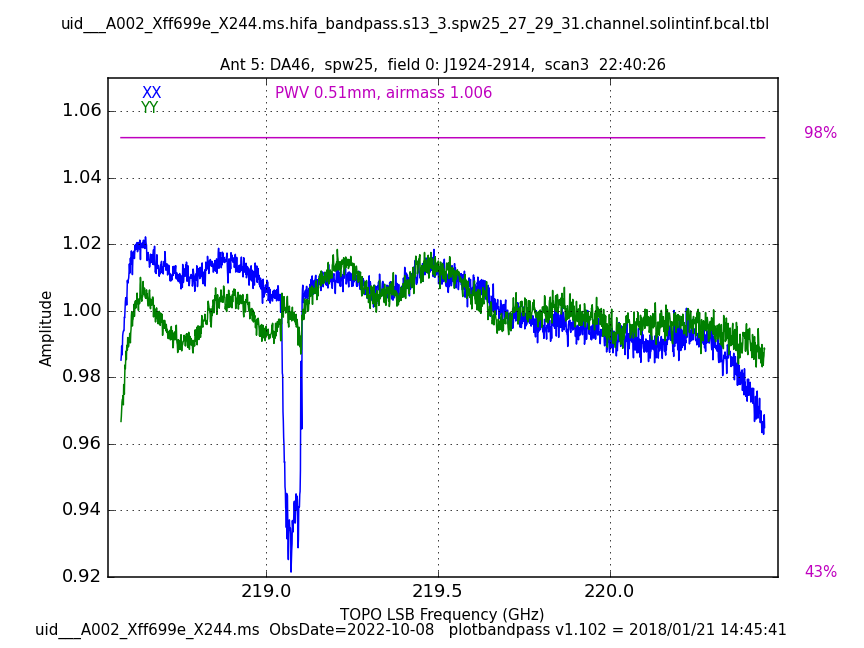 uid___A002_Xff699e_X244.ms.hifa_bandpass.s13_3.spw25_27_29_31.channel.solintinf.bcal.tbl
Ant 5: DA46,  spw25,  field 0: J1924-2914,  scan3  22:40:26
XX
YY
PWV 0.51mm, airmass 1.006
98%
43%
1.06
1.04
1.02
1.00
0.98
0.96
0.94
0.92
Amplitude
219.0
219.5
220.0
TOPO LSB Frequency (GHz)
uid___A002_Xff699e_X244.ms  ObsDate=2022-10-08   plotbandpass v1.102 = 2018/01/21 14:45:41